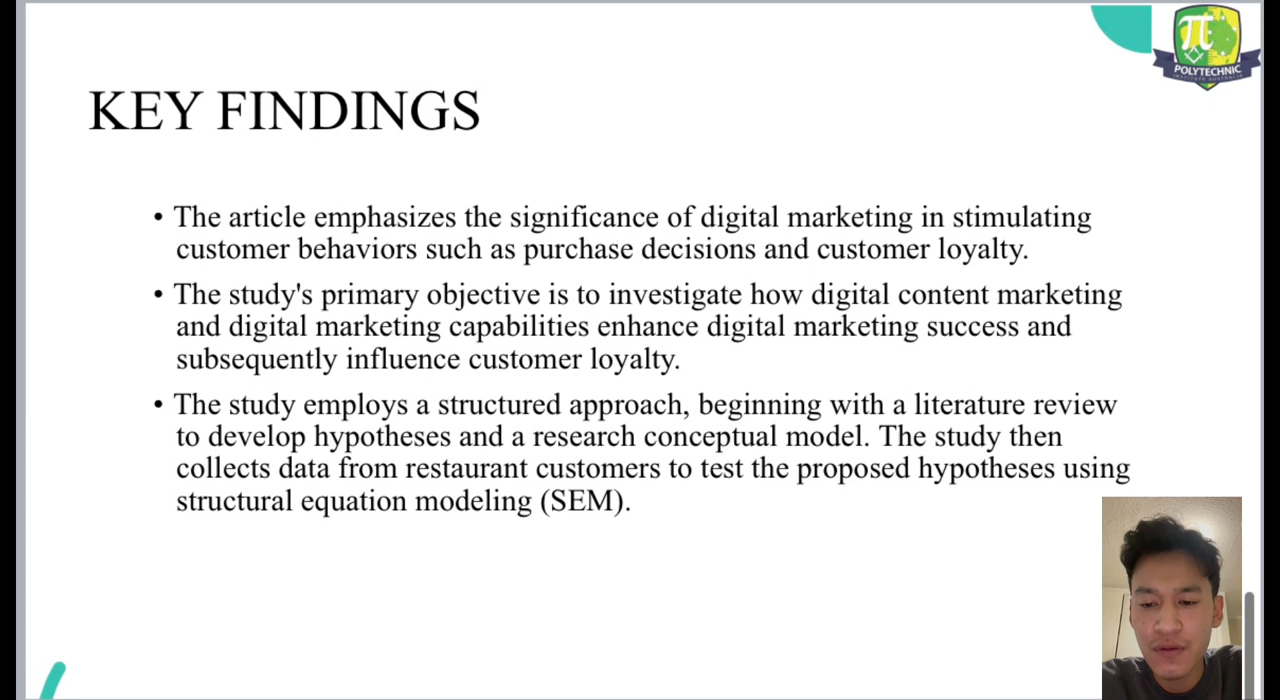 POLYTECHNIC
INSTITUTE AUSTRALIA
KEY FINDINGS
• The article emphasizes the significance of digital marketing in stimulating
customer behaviors such as purchase decisions and customer loyalty.
• The study's primary objective is to investigate how digital content marketing
and digital marketing capabilities enhance digital marketing success and
subsequently influence customer loyalty.
• The study employs a structured approach, beginning with a literature review
to develop hypotheses and a research conceptual model. The study then
collects data from restaurant customers to test the proposed hypotheses using
structural equation modeling (SEM).